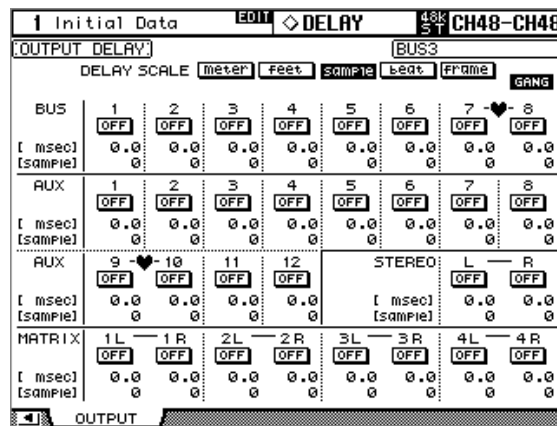 1 Initial Data EDIT ◇DELAY 48k ST CH48-CH48
OUTPUT DELAY BUS3
DELAY SCALE meter feet sample beat frame
GANG
BUS 1 2 3 4 5 6 7 -♥- 8
OFF OFF OFF OFF OFF OFF OFF OFF
[ msec] 0.0 0.0 0.0 0.0 0.0 0.0 0.0 0.0
[sample] 0 0 0 0 0 0 0 0
AUX 1 2 3 4 5 6 7 8
OFF OFF OFF OFF OFF OFF OFF OFF
[ msec] 0.0 0.0 0.0 0.0 0.0 0.0 0.0 0.0
[sample] 0 0 0 0 0 0 0 0
AUX 9 -♥- 10 11 12 STEREO L — R
OFF OFF OFF OFF OFF OFF
[ msec] 0.0 0.0 0.0 0.0 [ msec] 0.0 0.0
[sample] 0 0 0 0 [sample] 0 0
MATRIX 1L — 1R 2L — 2R 3L — 3R 4L — 4R
OFF OFF OFF OFF OFF OFF OFF OFF
[ msec] 0.0 0.0 0.0 0.0 0.0 0.0 0.0 0.0
[sample] 0 0 0 0 0 0 0 0
OUTPUT